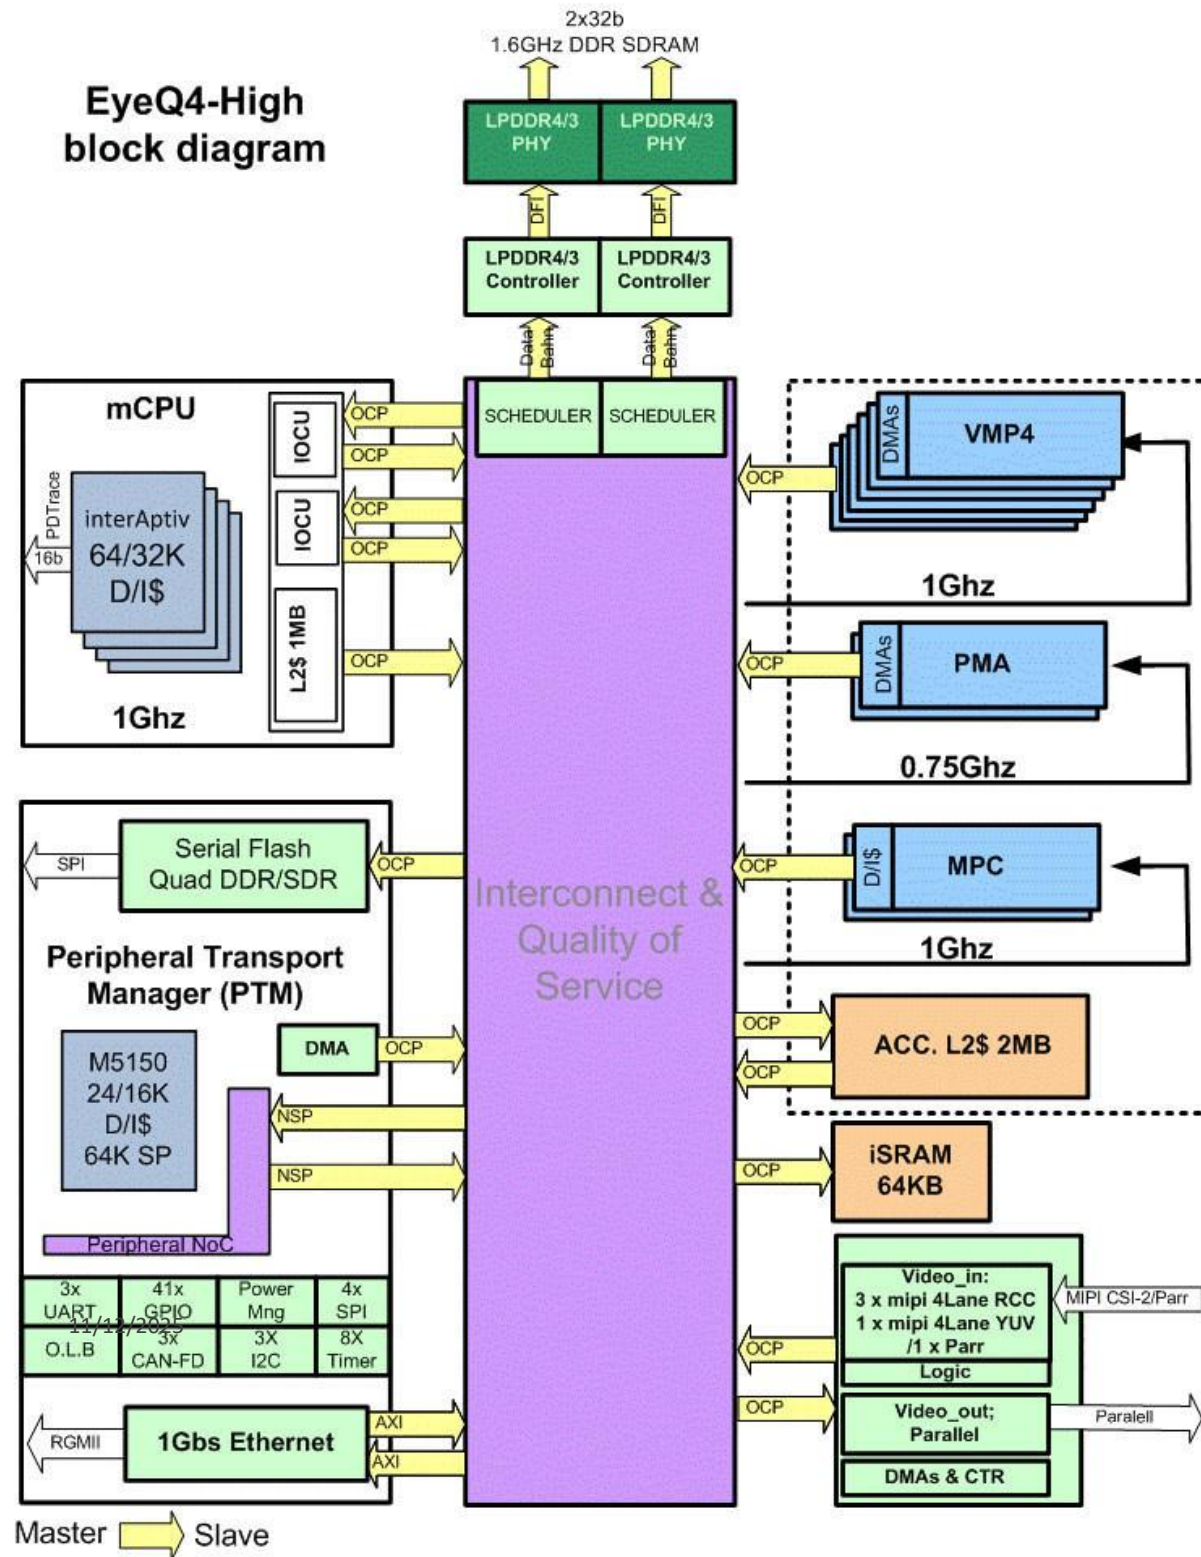 2x32b
1.6GHz DDR SDRAM
EyeQ4-High
block diagram
LPDDR4/3
PHY
LPDDR4/3
PHY
DFI
DFI
LPDDR4/3
Controller
LPDDR4/3
Controller
Data
Bahn
Data
Bahn
SCHEDULER
SCHEDULER
mCPU
IOCU
IOCU
L2$ 1MB
PDTrace
16b
interAptiv
64/32K
D/I$
1Ghz
OCP
OCP
OCP
OCP
OCP
OCP
DMAs
VMP4
1Ghz
OCP
DMAs
PMA
0.75Ghz
OCP
D/I$
MPC
1Ghz
Interconnect &
Quality of
Service
SPI
Serial Flash
Quad DDR/SDR
OCP
Peripheral Transport
Manager (PTM)
M5150
24/16K
D/I$
64K SP
DMA
OCP
NSP
NSP
Peripheral NoC
OCP
OCP
ACC. L2$ 2MB
OCP
iSRAM
64KB
3x
UART
41x
GPIO
Power
Mng
4x
SPI
11/12/2025
O.L.B
3x
CAN-FD
3X
I2C
8X
Timer
RGMII
1Gbs Ethernet
AXI
AXI
OCP
OCP
Video_in:
3 x mipi 4Lane RCC
1 x mipi 4Lane YUV
/1 x Parr
Logic
MIPI CSI-2/Parr
Video_out;
Parallel
Paralell
DMAs & CTR
Master
Slave